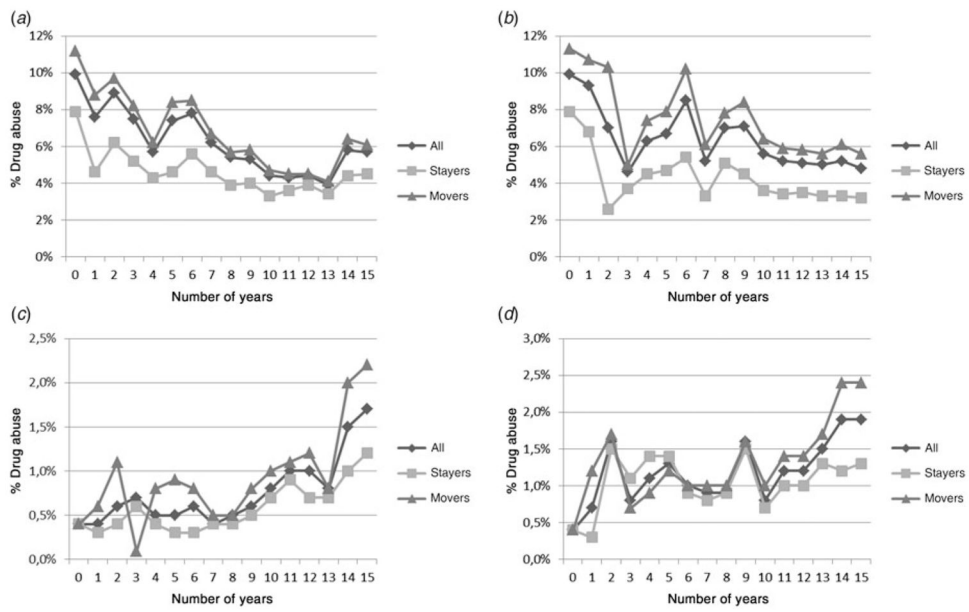 (a)
% Drug abuse
12%
10%
8%
6%
4%
2%
0%
0 1 2 3 4 5 6 7 8 9 10 11 12 13 14 15
Number of years
All
Stayers
Movers
(b)
% Drug abuse
12%
10%
8%
6%
4%
2%
0%
0 1 2 3 4 5 6 7 8 9 10 11 12 13 14 15
Number of years
All
Stayers
Movers
(c)
% Drug abuse
2,5%
2,0%
1,5%
1,0%
0,5%
0,0%
0 1 2 3 4 5 6 7 8 9 10 11 12 13 14 15
Number of years
All
Stayers
Movers
(d)
% Drug abuse
3,0%
2,5%
2,0%
1,5%
1,0%
0,5%
0,0%
0 1 2 3 4 5 6 7 8 9 10 11 12 13 14 15
Number of years
All
Stayers
Movers